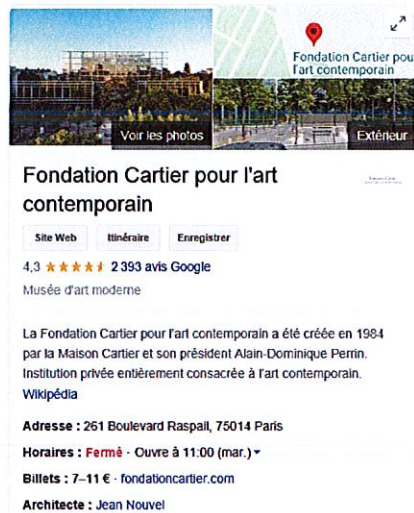 Fondation Cartier pour
l'art contemporain
Voir les photos
Extérieur
Fondation Cartier pour l'art
contemporain
Site Web Itinéraire Enregistrer
4,3 ★★★★★ 2 393 avis Google
Musée d'art moderne
La Fondation Cartier pour l'art contemporain a été créée en 1984
par la Maison Cartier et son président Alain-Dominique Perrin.
Institution privée entièrement consacrée à l'art contemporain.
Wikipédia
Adresse : 261 Boulevard Raspail, 75014 Paris
Horaires : Fermé · Ouvre à 11:00 (mar.) ▾
Billets : 7–11 € · fondationcartier.com
Architecte : Jean Nouvel